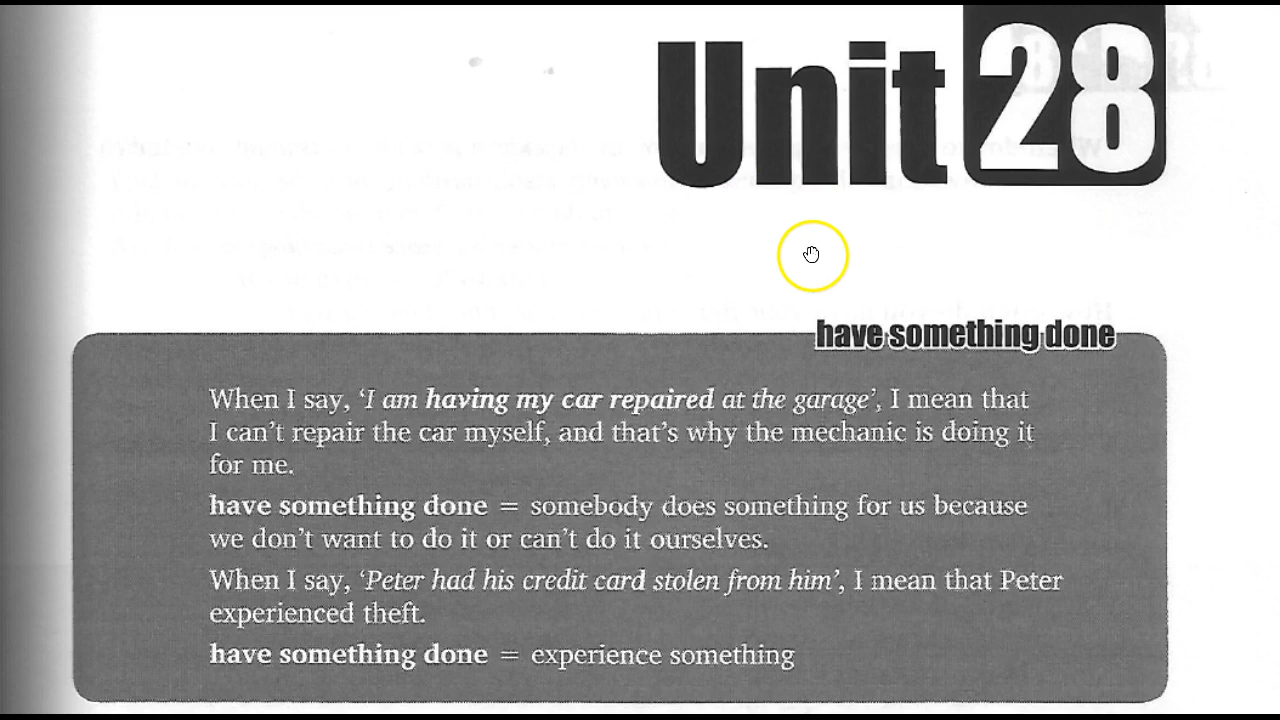 Unit 28
have something done
When I say, ‘I am having my car repaired at the garage’, I mean that
I can’t repair the car myself, and that’s why the mechanic is doing it
for me.
have something done = somebody does something for us because
we don’t want to do it or can’t do it ourselves.
When I say, ‘Peter had his credit card stolen from him’, I mean that Peter
experienced theft.
have something done = experience something